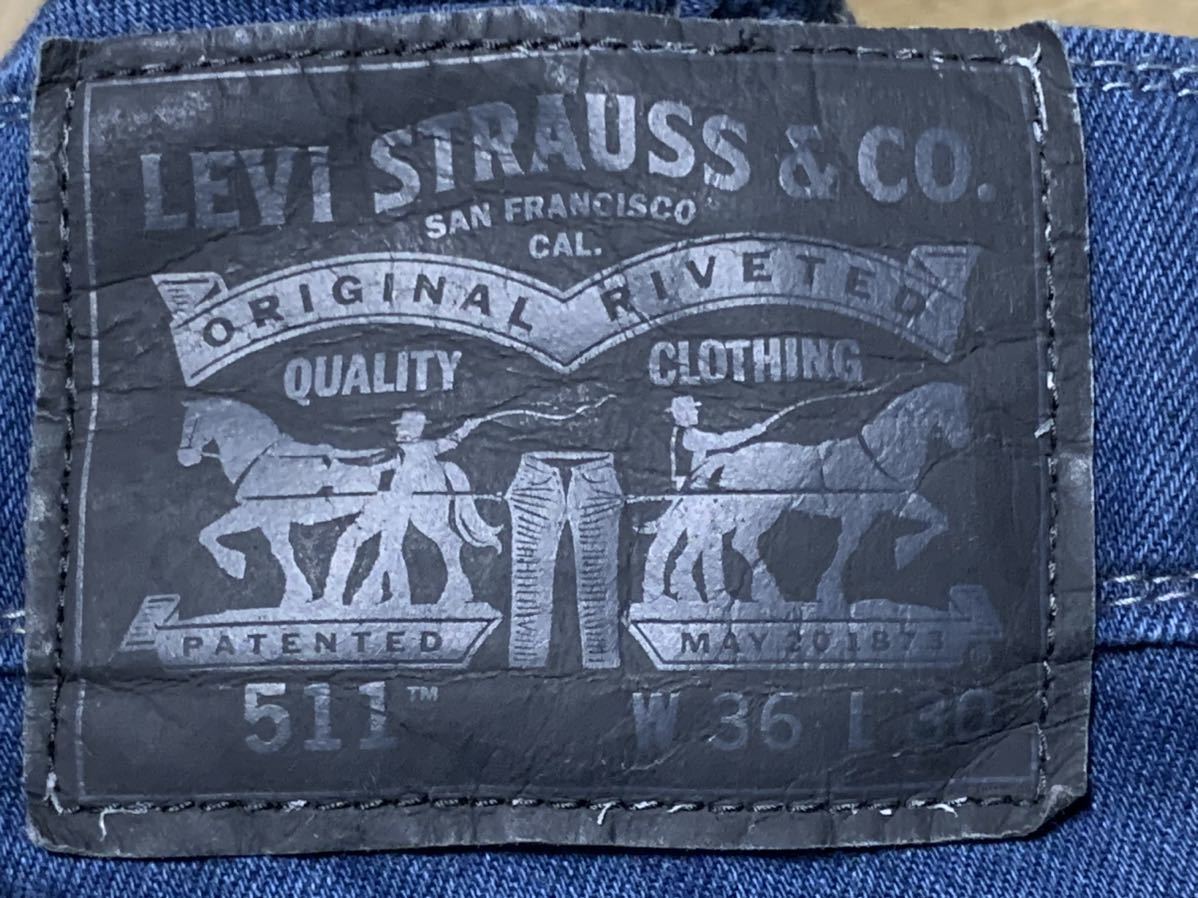 LEVI STRAUSS & CO.
SAN FRANCISCO
CAL.
ORIGINAL RIVETED
QUALITY CLOTHING
PATENTED MAY 20 1873
511™ W 36 L 30